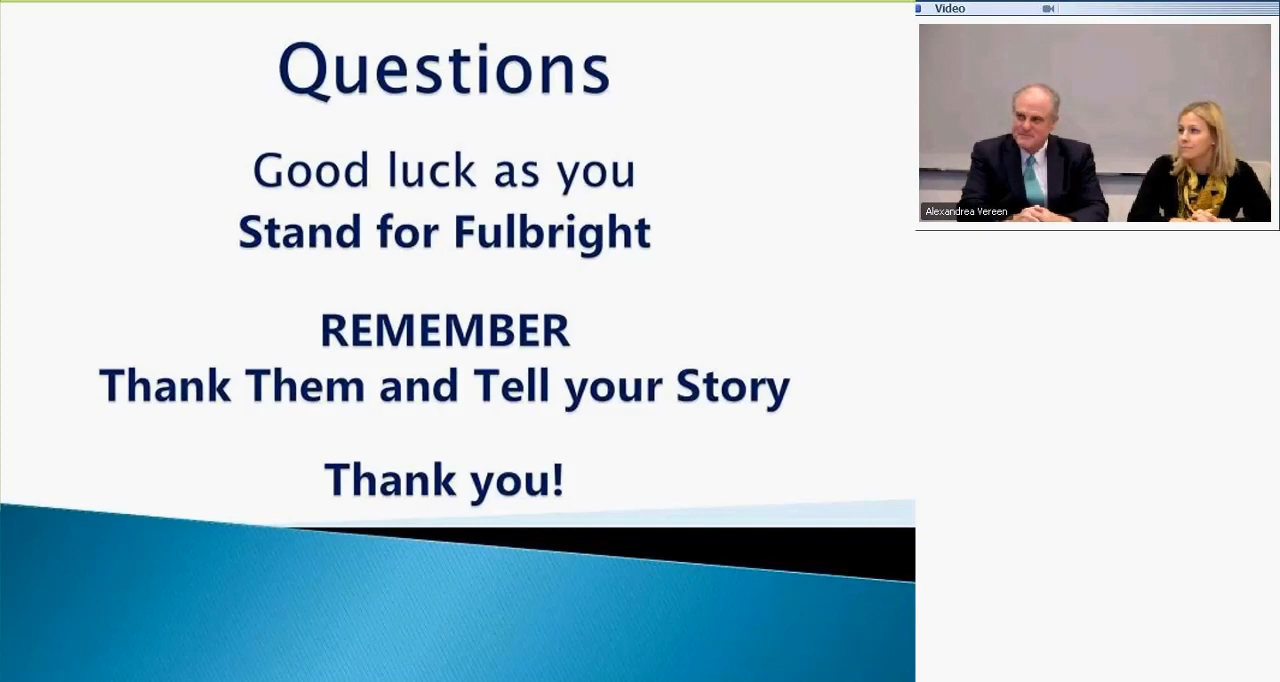 Questions
Good luck as you
Stand for Fulbright
REMEMBER
Thank Them and Tell your Story
Thank you!
Video
Alexandrea Vereen